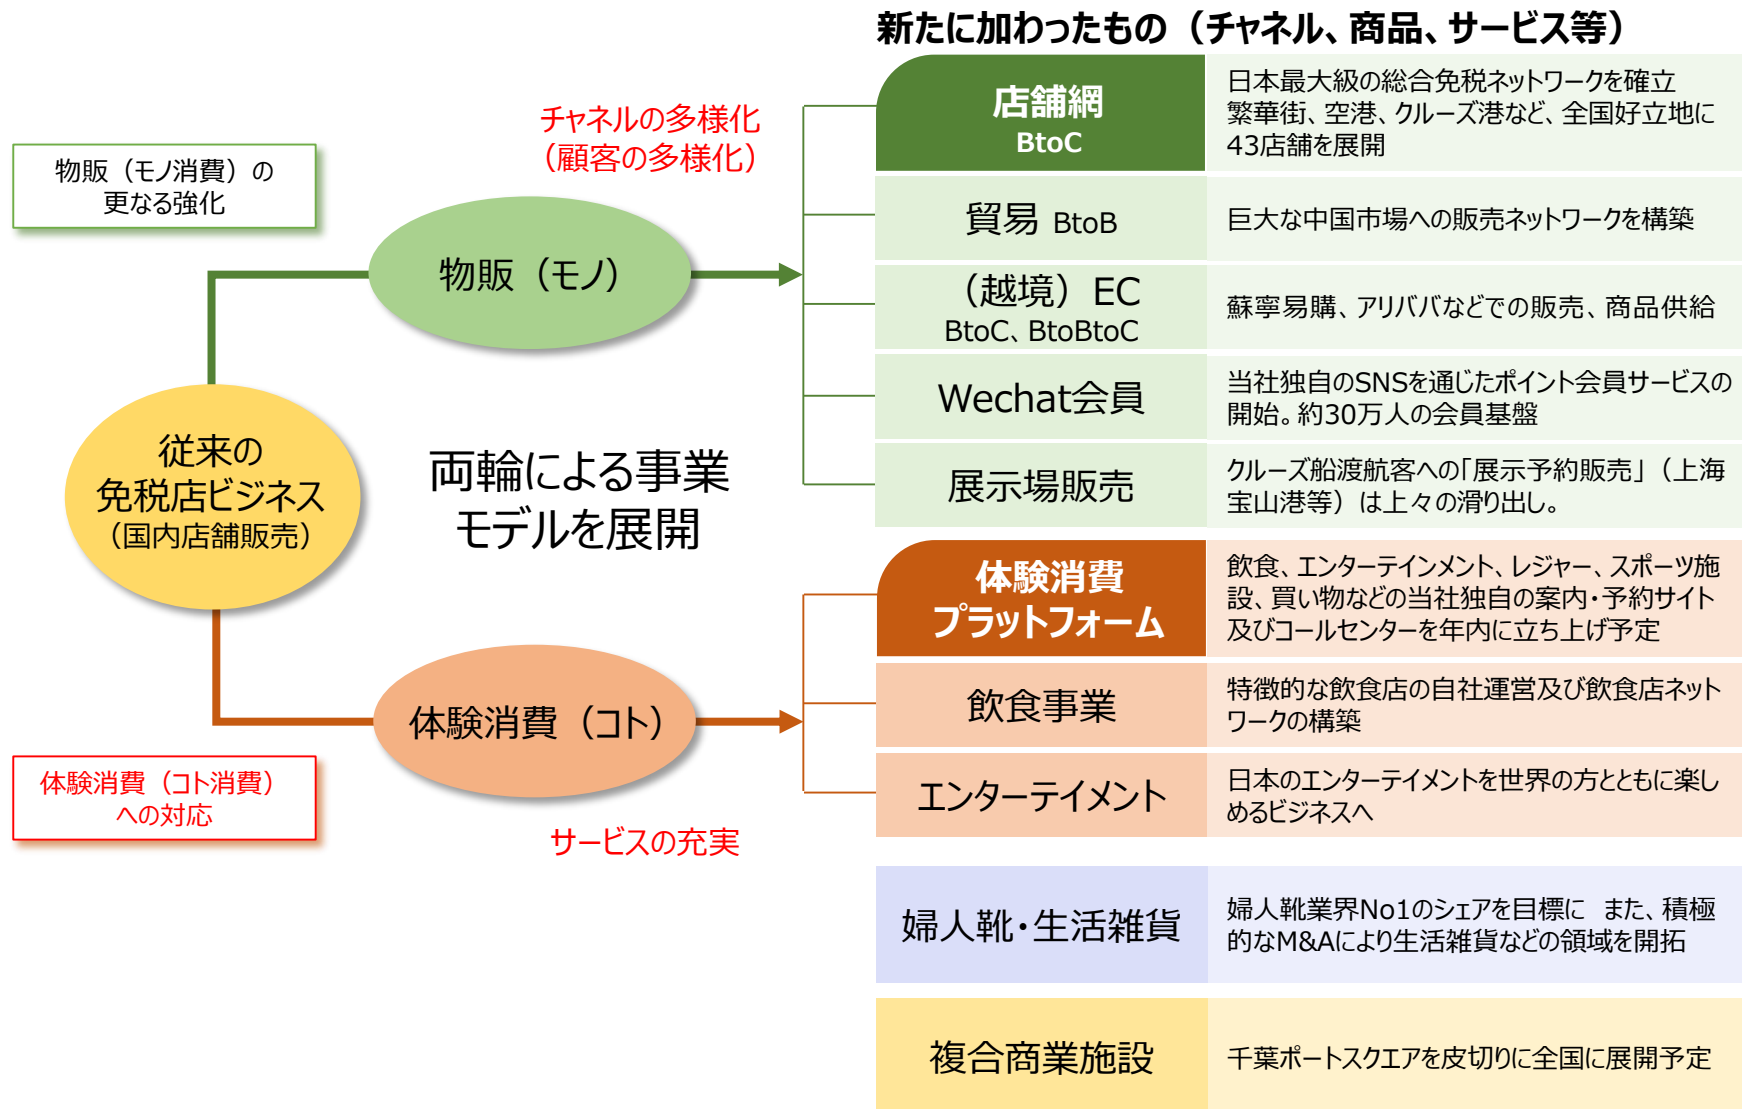 新たに加わったもの（チャネル、商品、サービス等）
チャネルの多様化
（顧客の多様化）
物販（モノ消費）の
更なる強化
物販（モノ）
従来の
免税店ビジネス
（国内店舗販売）
両輪による事業
モデルを展開
体験消費（コト）
体験消費（コト消費）
への対応
サービスの充実
店舗網
BtoC
日本最大級の総合免税ネットワークを確立
繁華街、空港、クルーズ港など、全国好立地に
43店舗を展開
貿易 BtoB
巨大な中国市場への販売ネットワークを構築
（越境）EC
BtoC、BtoBtoC
蘇寧易購、アリババなどでの販売、商品供給
Wechat会員
当社独自のSNSを通じたポイント会員サービスの
開始。約30万人の会員基盤
展示場販売
クルーズ船渡航客への「展示予約販売」（上海
宝山港等）は上々の滑り出し。
体験消費
プラットフォーム
飲食、エンターテインメント、レジャー、スポーツ施
設、買い物などの当社独自の案内・予約サイト
及びコールセンターを年内に立ち上げ予定
飲食事業
特徴的な飲食店の自社運営及び飲食店ネット
ワークの構築
エンターテイメント
日本のエンターテイメントを世界の方とともに楽し
めるビジネスへ
婦人靴・生活雑貨
婦人靴業界No1のシェアを目標に　また、積極
的なM&Aにより生活雑貨などの領域を開拓
複合商業施設
千葉ポートスクエアを皮切りに全国に展開予定